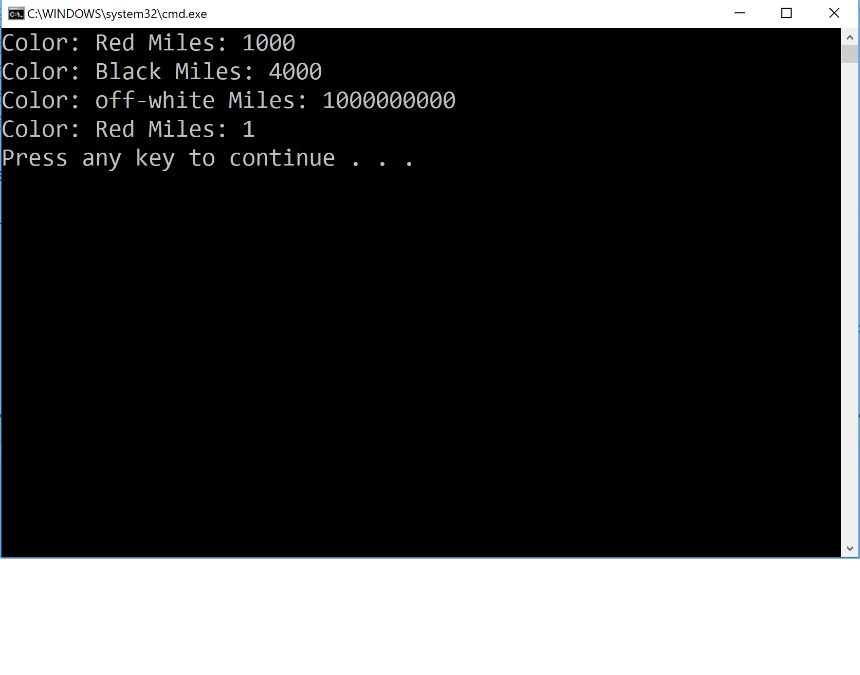 C:\WINDOWS\system32\cmd.exe
Color: Red Miles: 1000
Color: Black Miles: 4000
Color: off-white Miles: 1000000000
Color: Red Miles: 1
Press any key to continue . . .